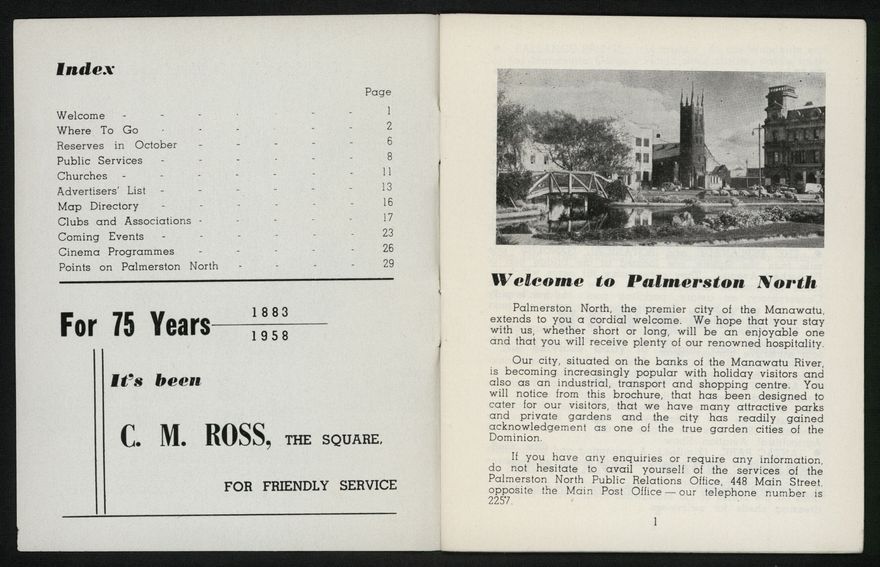 Index
Page
Welcome - - - - - - - 1
Where To Go - - - - - - 2
Reserves in October - - - - - 6
Public Services - - - - - - 8
Churches - - - - - - - 11
Advertisers' List - - - - - - 13
Map Directory - - - - - - 16
Clubs and Associations - - - - - 17
Coming Events - - - - - - 23
Cinema Programmes - - - - - 26
Points on Palmerston North - - - - 29
For 75 Years 1883
1958
It's been
C. M. ROSS, THE SQUARE,
FOR FRIENDLY SERVICE
Welcome to Palmerston North
Palmerston North, the premier city of the Manawatu,
extends to you a cordial welcome. We hope that your stay
with us, whether short or long, will be an enjoyable one
and that you will receive plenty of our renowned hospitality.
Our city, situated on the banks of the Manawatu River,
is becoming increasingly popular with holiday visitors and
also as an industrial, transport and shopping centre. You
will notice from this brochure, that has been designed to
cater for our visitors, that we have many attractive parks
and private gardens and the city has readily gained
acknowledgement as one of the true garden cities of the
Dominion.
If you have any enquiries or require any information,
do not hesitate to avail yourself of the services of the
Palmerston North Public Relations Office, 448 Main Street,
opposite the Main Post Office — our telephone number is
2257.
1